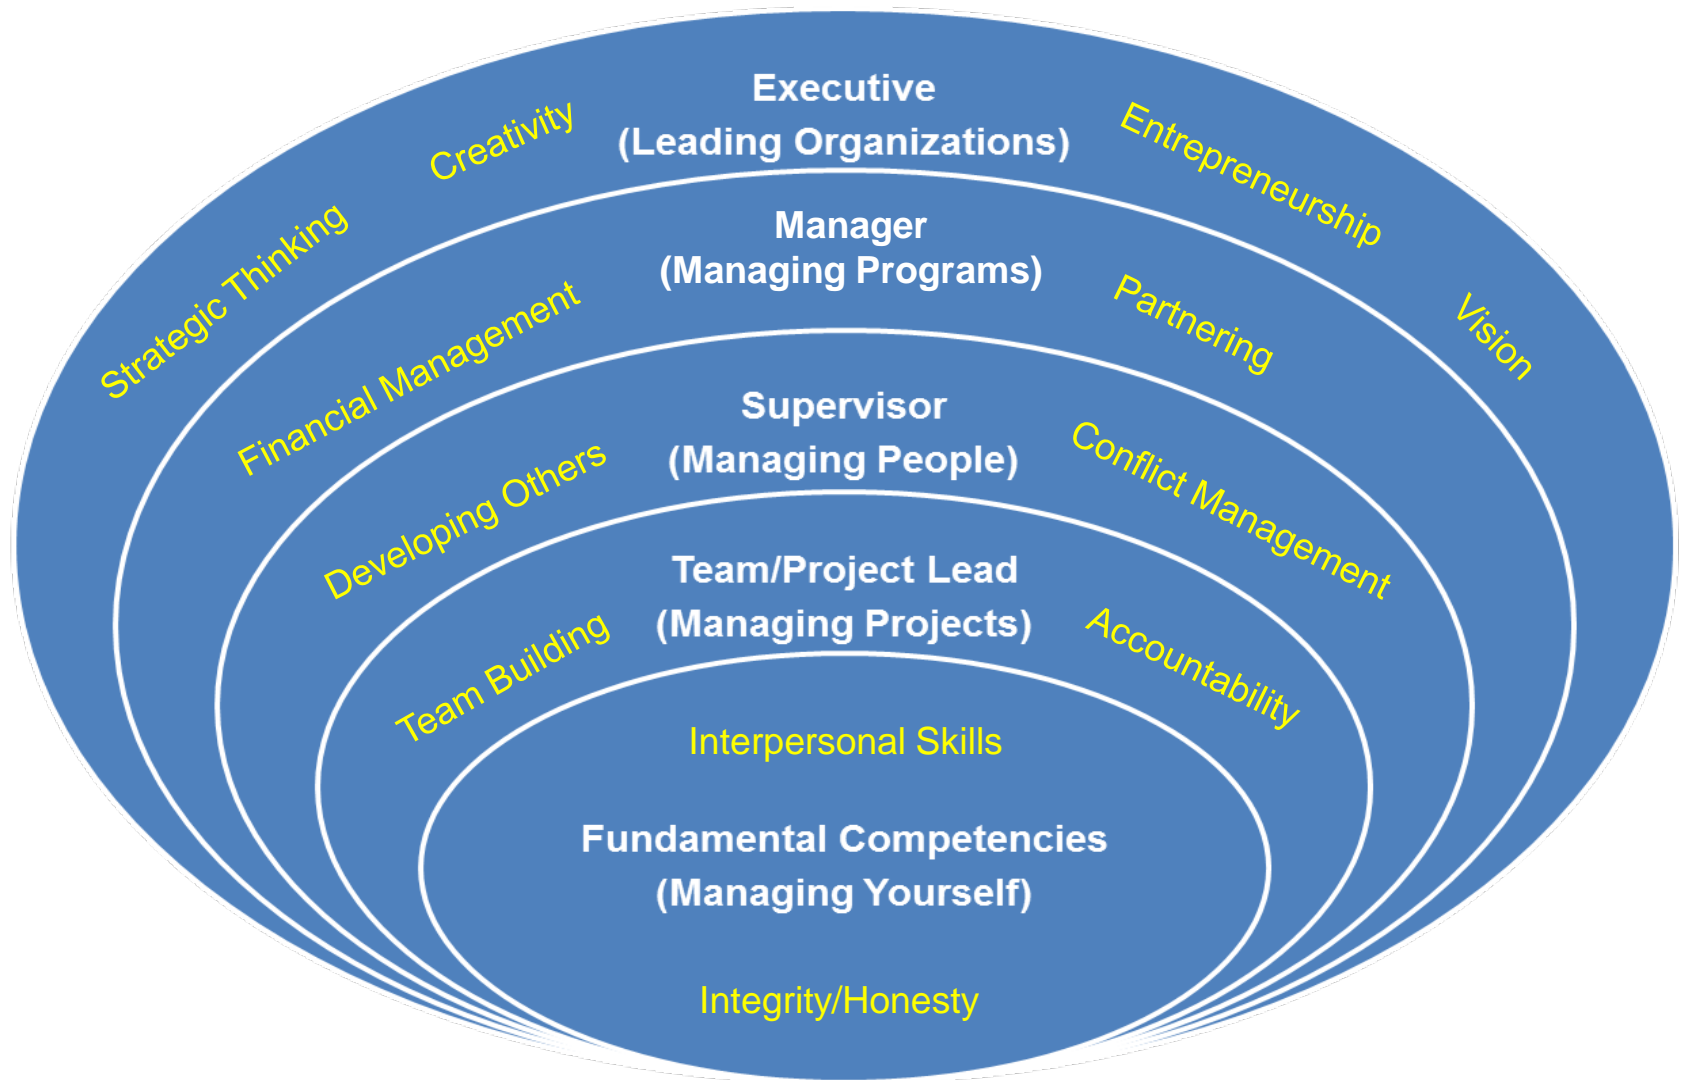 Executive
(Leading Organizations)
Creativity
Entrepreneurship
Strategic Thinking
Vision
Manager
(Managing Programs)
Financial Management
Partnering
Supervisor
(Managing People)
Developing Others
Conflict Management
Team/Project Lead
(Managing Projects)
Team Building
Accountability
Interpersonal Skills
Fundamental Competencies
(Managing Yourself)
Integrity/Honesty